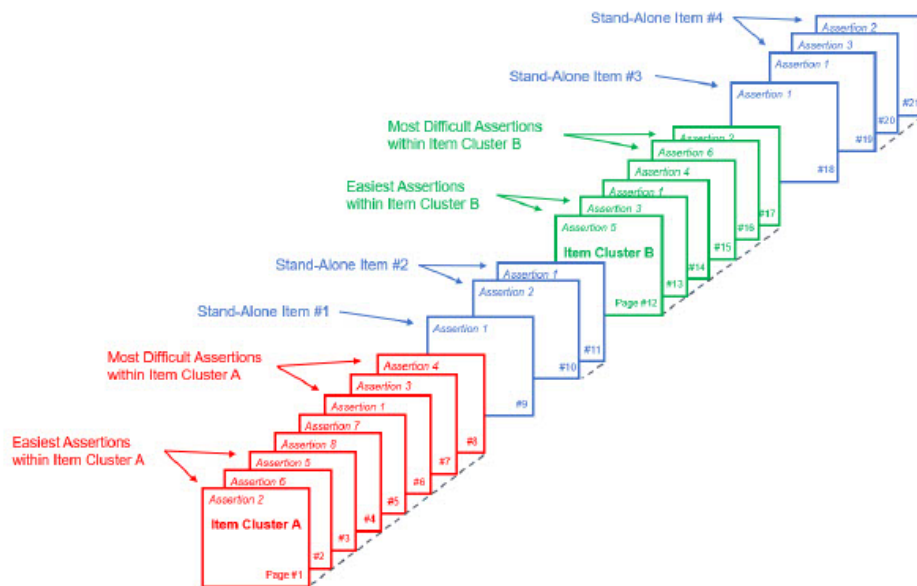 Stand-Alone Item #4
Assertion 2
Assertion 3
Assertion 1
Stand-Alone Item #3
Assertion 1
#21
#20
#19
#18
Most Difficult Assertions
within Item Cluster B
Assertion 2
Assertion 6
Assertion 4
Easiest Assertions
within Item Cluster B
Assertion 1
Assertion 3
Assertion 5
Item Cluster B
Page #12
#17
#16
#15
#14
#13
Stand-Alone Item #2
Assertion 1
Assertion 2
Stand-Alone Item #1
Assertion 1
#11
#10
#9
Most Difficult Assertions
within Item Cluster A
Assertion 4
Assertion 3
Assertion 1
Assertion 7
Easiest Assertions
within Item Cluster A
Assertion 8
Assertion 5
Assertion 6
Assertion 2
Item Cluster A
Page #1
#8
#7
#6
#5
#4
#3
#2